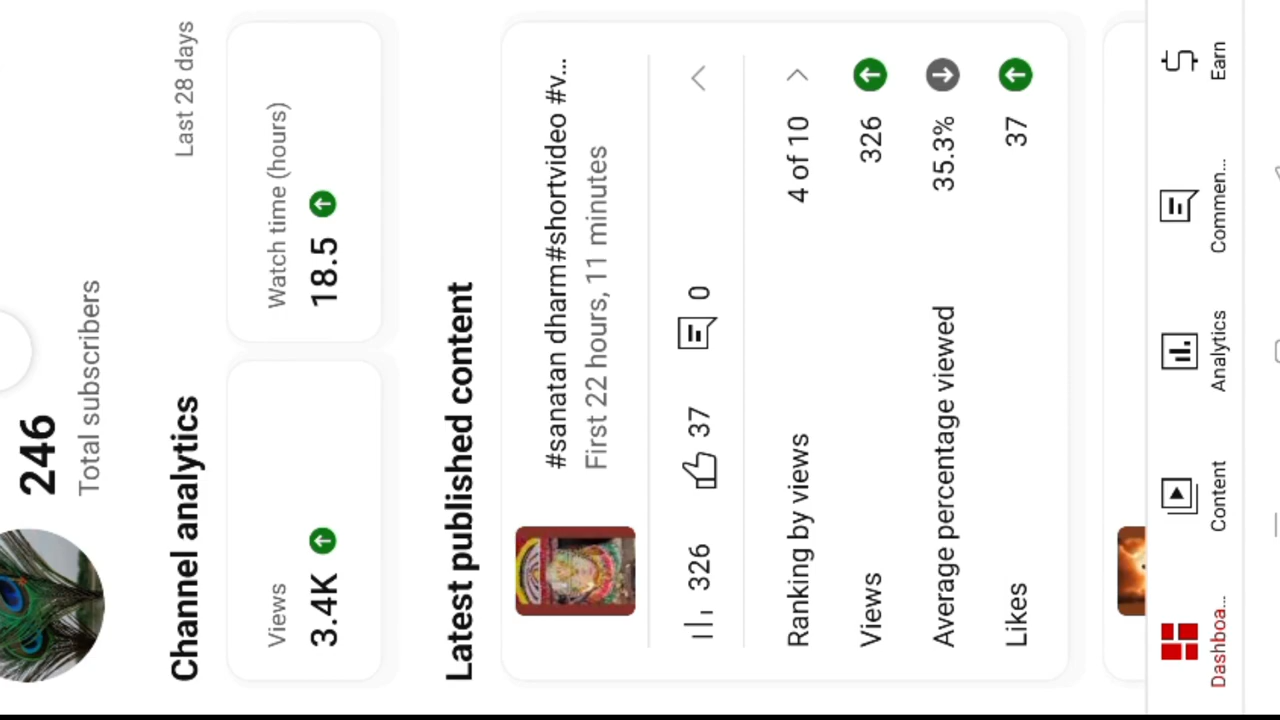 246
Total subscribers
Channel analytics
Last 28 days
Views
3.4K
Watch time (hours)
18.5
Latest published content
#sanatan dharm#shortvideo #v...
First 22 hours, 11 minutes
326 37 0
Ranking by views 4 of 10
Views 326
Average percentage viewed 35.3%
Likes 37
Dashboa... Content Analytics Commen... Earn